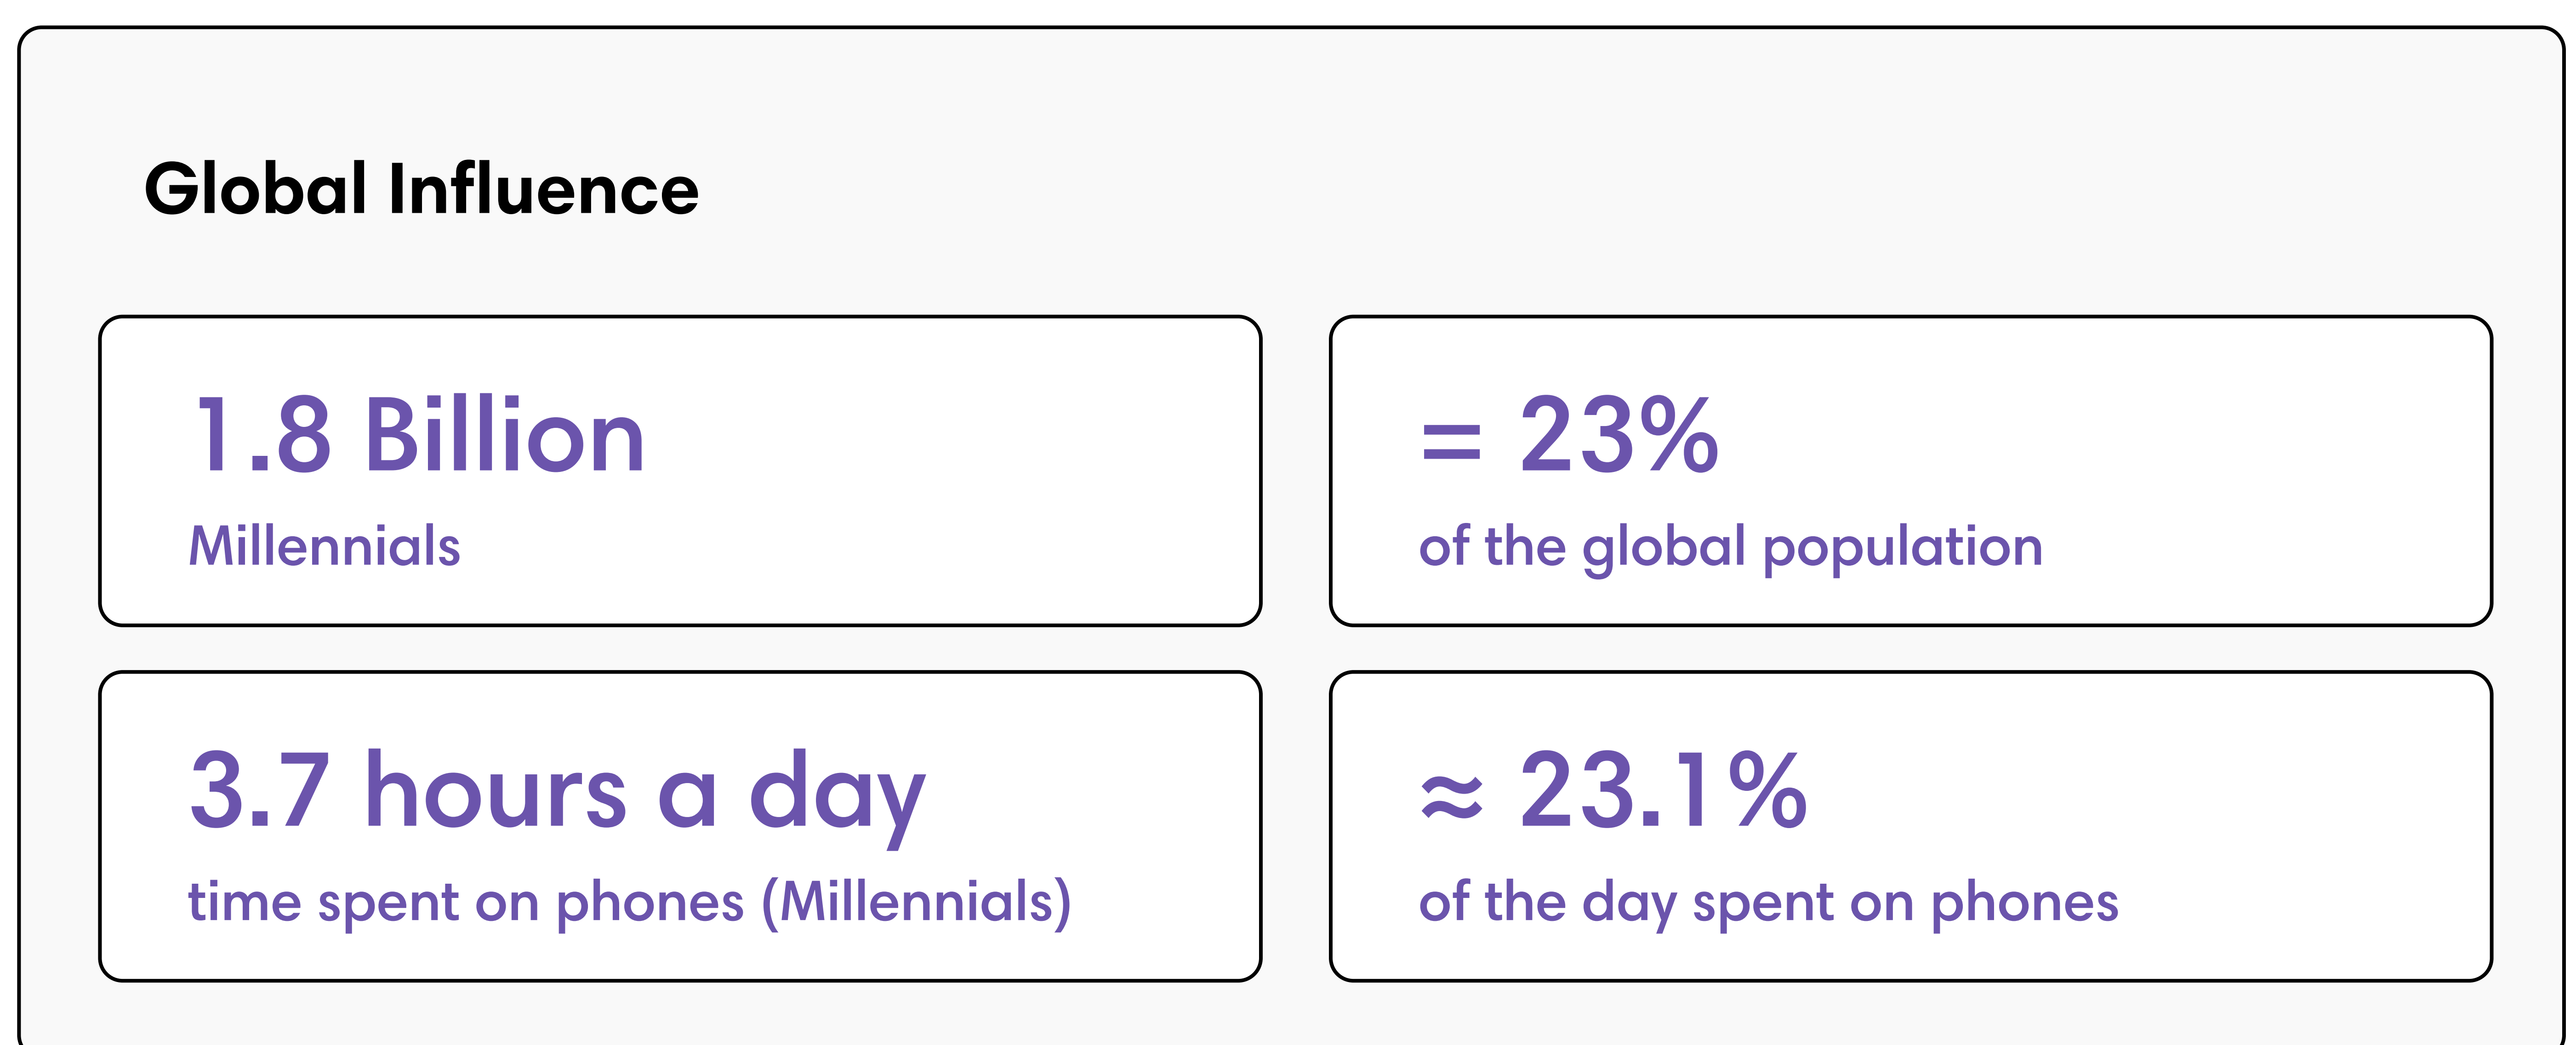 Global Influence
1.8 Billion
Millennials
= 23%
of the global population
3.7 hours a day
time spent on phones (Millennials)
≈ 23.1%
of the day spent on phones